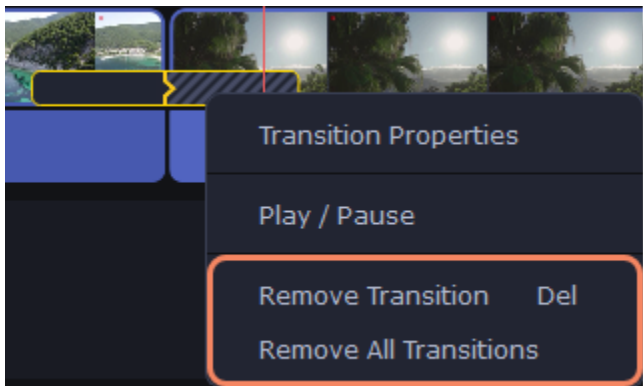 Transition Properties
Play / Pause
Remove Transition Del
Remove All Transitions